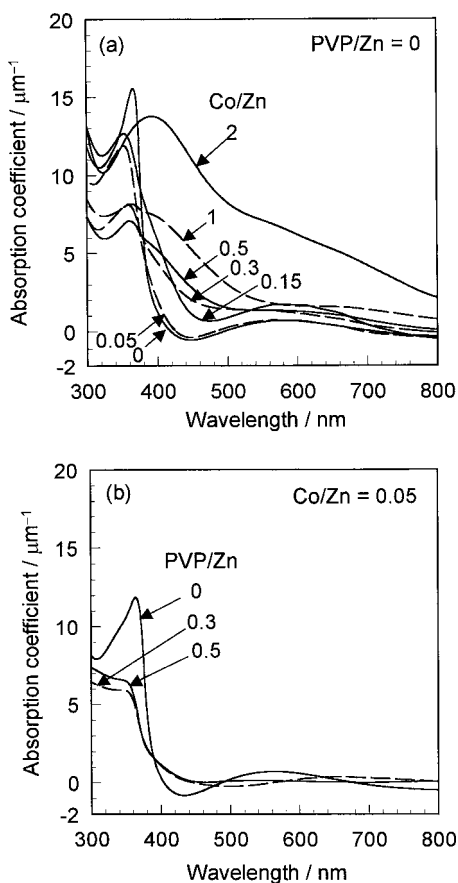 (a)
PVP/Zn = 0
Co/Zn
2
1
0.5
0.3
0.15
0.05
0
20
15
10
5
0
-2
300 400 500 600 700 800
Absorption coefficient / μm⁻¹
Wavelength / nm
(b)
Co/Zn = 0.05
PVP/Zn
0
0.3
0.5
20
15
10
5
0
-2
300 400 500 600 700 800
Absorption coefficient / μm⁻¹
Wavelength / nm